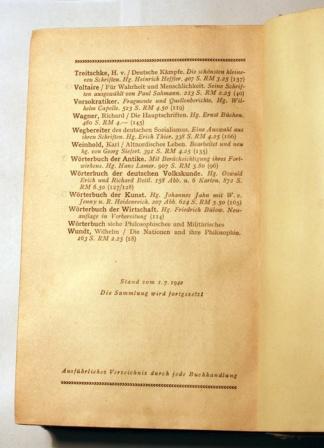 Treitschke, H. v. / Deutsche Kämpfe. Die schönsten kleine-
ren Schriften. Hg. Heinrich Heffter. 407 S. RM 3.25 (157)
Voltaire / Für Wahrheit und Menschlichkeit. Seine Schrif-
ten ausgewählt von Paul Sakmann. 213 S. RM 2.25 (40)
Vorsokratiker. Fragmente und Quellenberichte. Hg. Wil-
helm Capelle. 523 S. RM 4.50 (119)
Wagner, Richard / Die Hauptschriften. Hg. Ernst Bücken.
480 S. RM 4.— (145)
Wegbereiter des deutschen Sozialismus. Eine Auswahl aus
ihren Schriften. Hg. Erich Thier. 338 S. RM 4.25 (166)
Weinhold, Karl / Altnordisches Leben. Bearbeitet und neu
hg. von Georg Siefert. 392 S. RM 4.25 (135)
Wörterbuch der Antike. Mit Berücksichtigung ihres Fort-
wirkens. Hg. Hans Lamer. 907 S. RM 5.80 (96)
Wörterbuch der deutschen Volkskunde. Hg. Oswald
Erich und Richard Beitl. 158 Abb. u. 6 Karten. 872 S.
RM 6.50 (127/128)
Wörterbuch der Kunst. Hg. Johannes Jahn mit W. v.
Jenny u. R. Heidenreich. 207 Abb. 624 S. RM 5.50 (165)
Wörterbuch der Wirtschaft. Hg. Friedrich Bülow. Neu-
auflage in Vorbereitung (114)
Wörterbuch siehe Philosophisches und Militärisches
Wundt, Wilhelm / Die Nationen und ihre Philosophie.
163 S. RM 2.25 (18)
Stand vom 1.7.1940
Die Sammlung wird fortgesetzt
Ausführliches Verzeichnis durch jede Buchhandlung